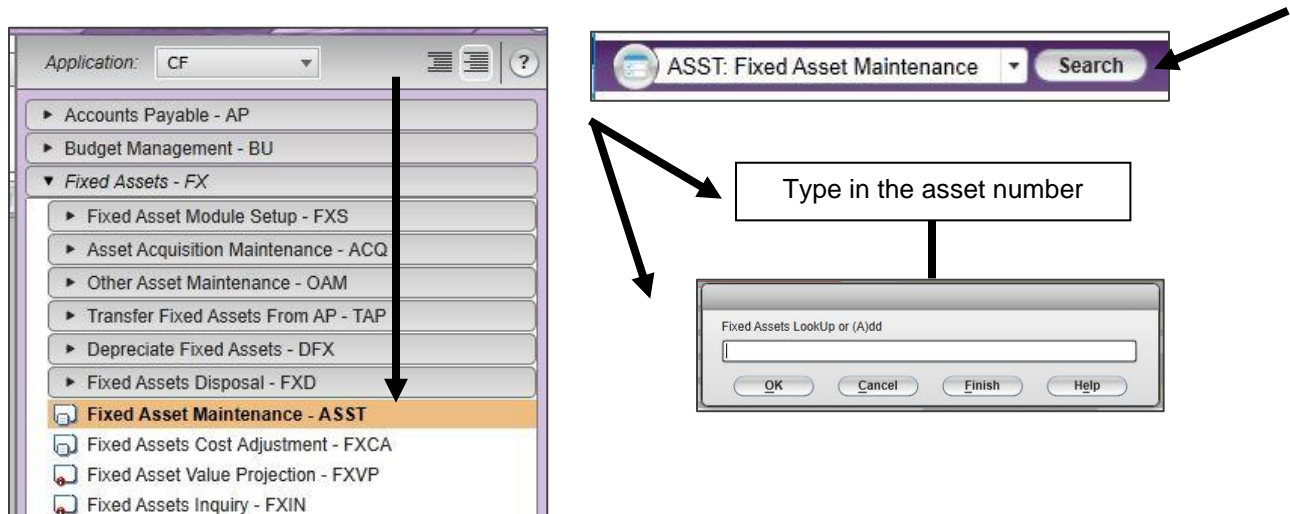 Application: CF
?
Accounts Payable - AP
Budget Management - BU
Fixed Assets - FX
Fixed Asset Module Setup - FXS
Asset Acquisition Maintenance - ACQ
Other Asset Maintenance - OAM
Transfer Fixed Assets From AP - TAP
Depreciate Fixed Assets - DFX
Fixed Assets Disposal - FXD
Fixed Asset Maintenance - ASST
Fixed Assets Cost Adjustment - FXCA
Fixed Asset Value Projection - FXVP
Fixed Assets Inquiry - FXIN
ASST: Fixed Asset Maintenance Search
Type in the asset number
Fixed Assets LookUp or (A)dd
OK Cancel Finish Help